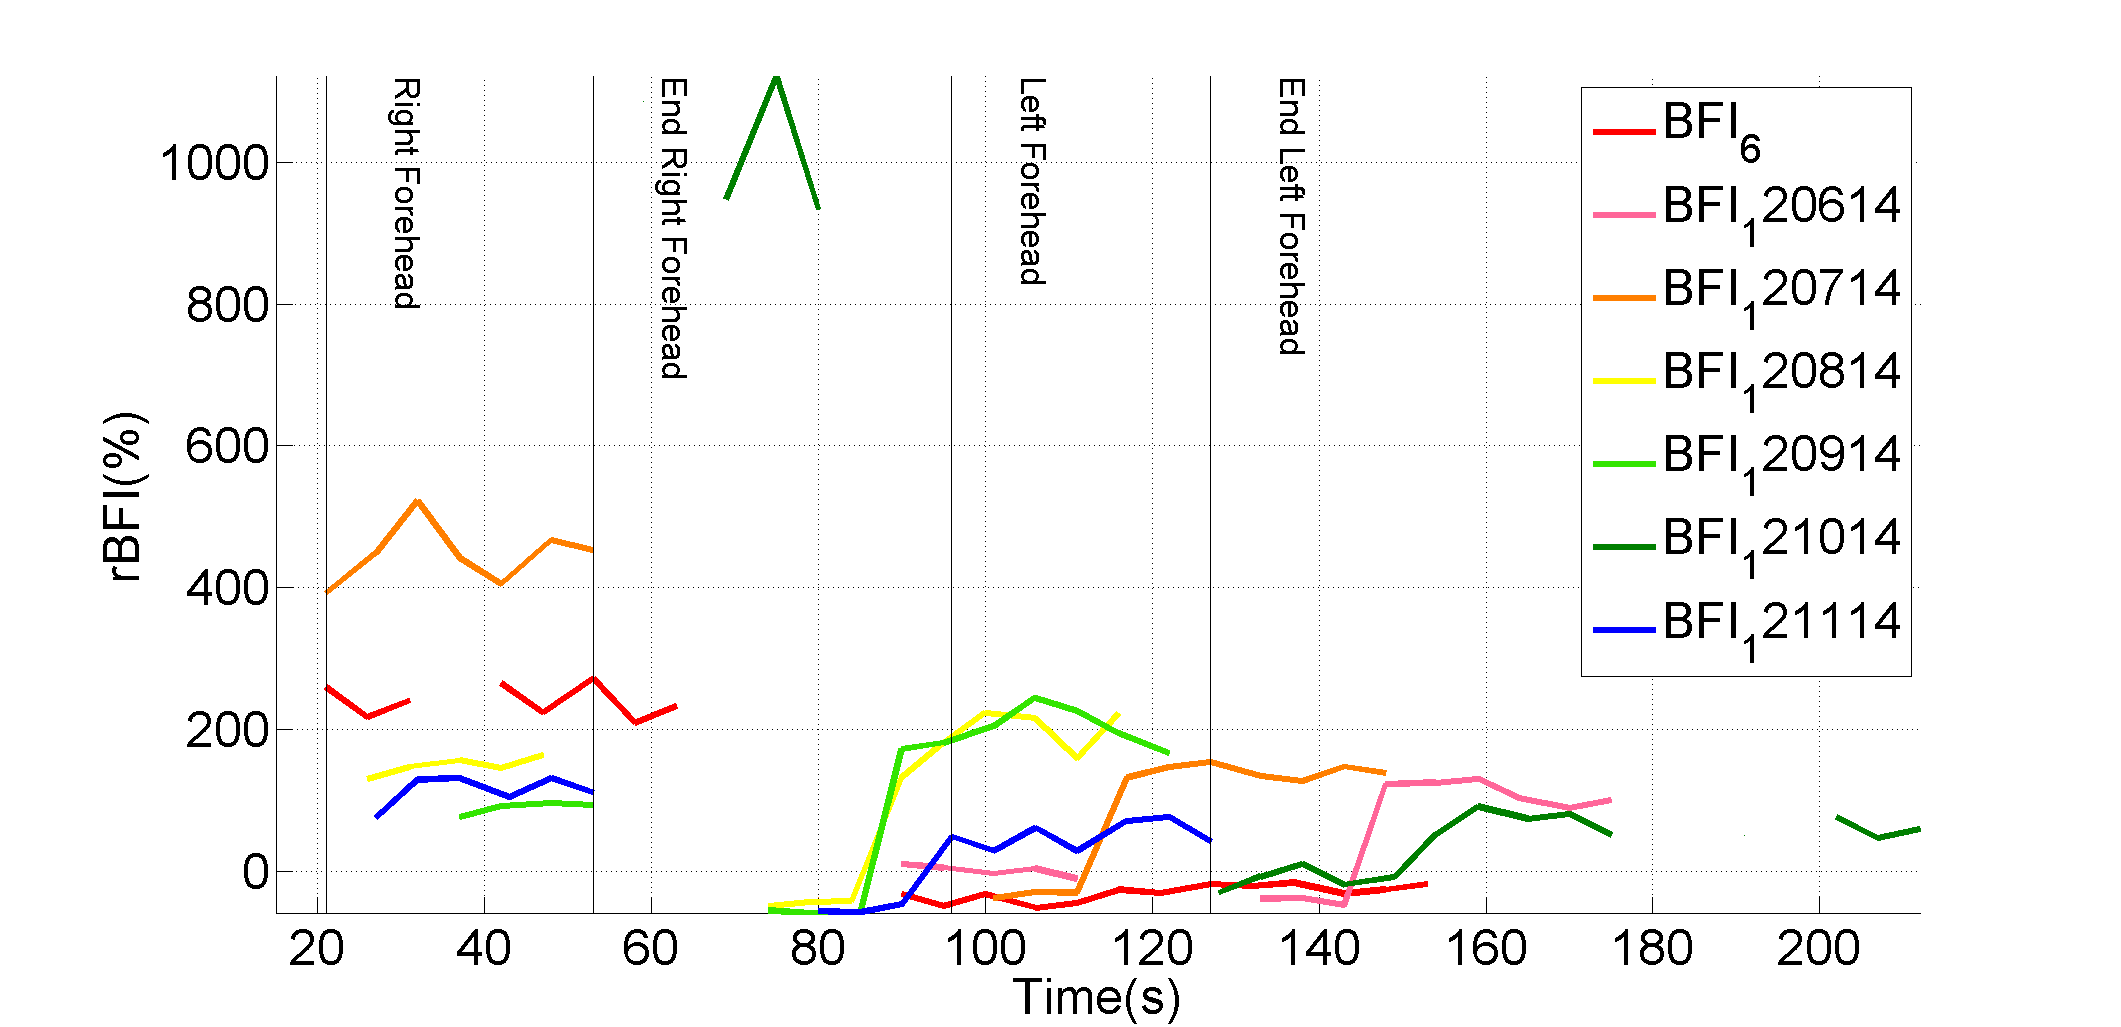 Right Forehead
End Right Forehead
Left Forehead
End Left Forehead
rBFI(%)
1000
800
600
400
200
0
20 40 60 80 100 120 140 160 180 200
Time(s)
BFI6
BFI120614
BFI120714
BFI120814
BFI120914
BFI121014
BFI121114